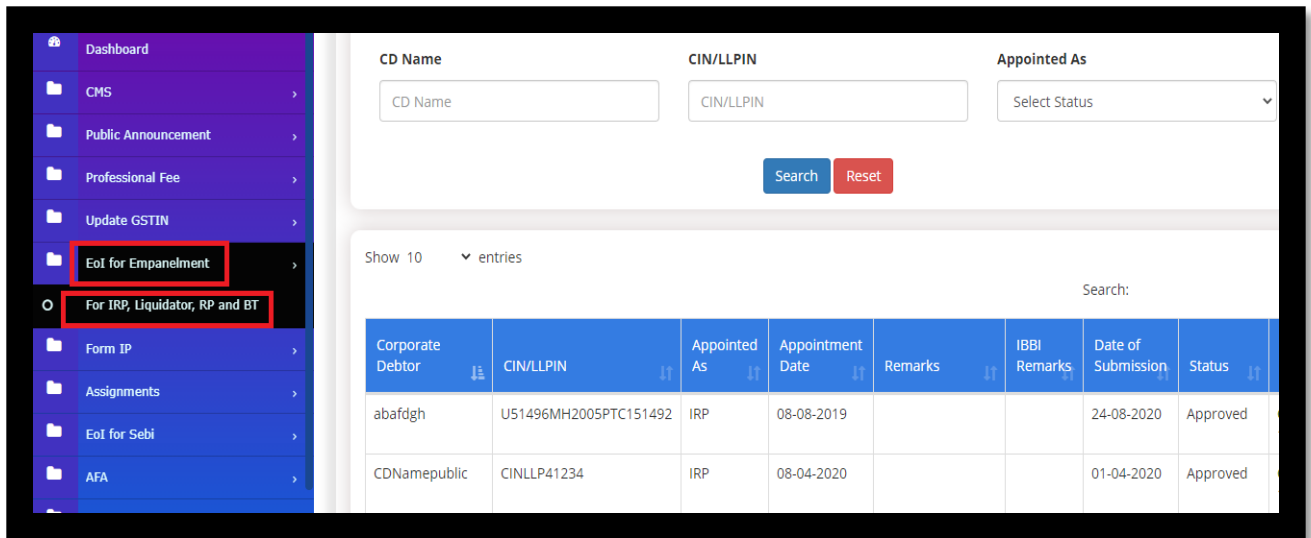 Dashboard
CMS
Public Announcement
Professional Fee
Update GSTIN
EoI for Empanelment
For IRP, Liquidator, RP and BT
Form IP
Assignments
EoI for Sebi
AFA
CD Name
CIN/LLPIN
Appointed As
CD Name
CIN/LLPIN
Select Status
Search
Reset
Show 10 entries
Search:
Corporate
Debtor
CIN/LLPIN
Appointed
As
Appointment
Date
Remarks
IBBI
Remarks
Date of
Submission
Status
abafdgh U51496MH2005PTC151492 IRP 08-08-2019 24-08-2020 Approved
CDNamepublic CINLLP41234 IRP 08-04-2020 01-04-2020 Approved